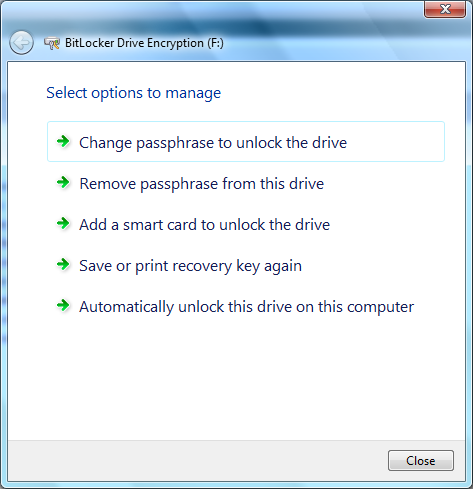 BitLocker Drive Encryption (F:)
Select options to manage
Change passphrase to unlock the drive
Remove passphrase from this drive
Add a smart card to unlock the drive
Save or print recovery key again
Automatically unlock this drive on this computer
Close